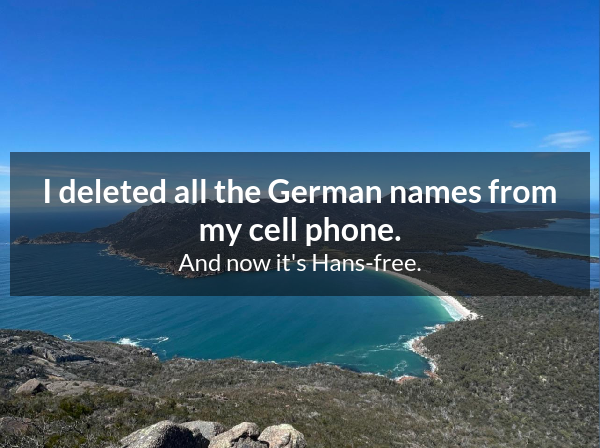 I deleted all the German names from
my cell phone.
And now it's Hans-free.